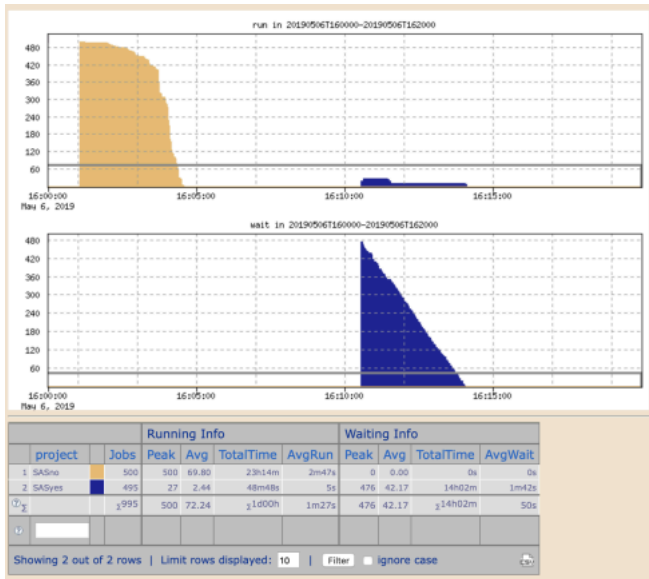 run in 20190506T160000-20190506T162000
480
420
360
300
240
180
120
60
16:00:00 16:05:00 16:10:00 16:15:00
May 6, 2019
wait in 20190506T160000-20190506T162000
480
420
360
300
240
180
120
60
16:00:00 16:05:00 16:10:00 16:15:00
May 6, 2019
Running Info Waiting Info
project Jobs Peak Avg TotalTime AvgRun Peak Avg TotalTime AvgWait
1 SASno 500 500 69.80 23h14m 2m47s 0 0.00 0s 0s
2 SASyes 495 27 2.44 48m48s 5s 476 42.17 14h02m 1m42s
? Σ Σ995 500 72.24 Σ1d00h 1m27s 476 42.17 Σ14h02m 50s
?
Showing 2 out of 2 rows | Limit rows displayed: 10 | Filter ignore case CSV